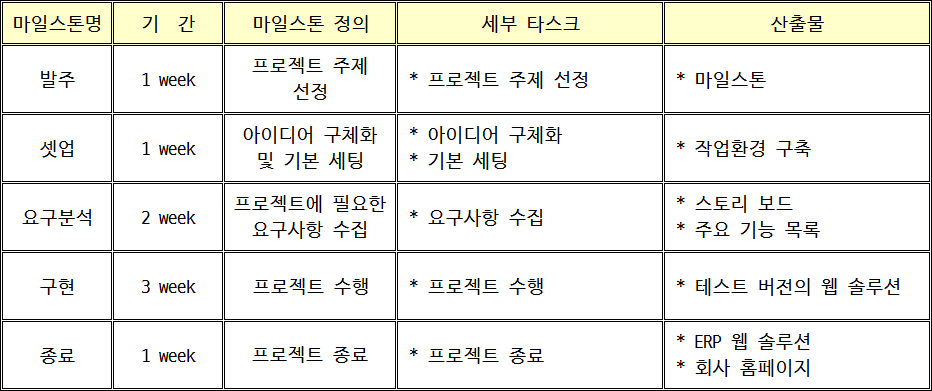 마일스톤명 기 간 마일스톤 정의 세부 타스크 산출물
발주 1 week 프로젝트 주제 선정 * 프로젝트 주제 선정 * 마일스톤
셋업 1 week 아이디어 구체화 및 기본 세팅 * 아이디어 구체화 * 기본 세팅 * 작업환경 구축
요구분석 2 week 프로젝트에 필요한 요구사항 수집 * 요구사항 수집 * 스토리 보드 * 주요 기능 목록
구현 3 week 프로젝트 수행 * 프로젝트 수행 * 테스트 버전의 웹 솔루션
종료 1 week 프로젝트 종료 * 프로젝트 종료 * ERP 웹 솔루션 * 회사 홈페이지